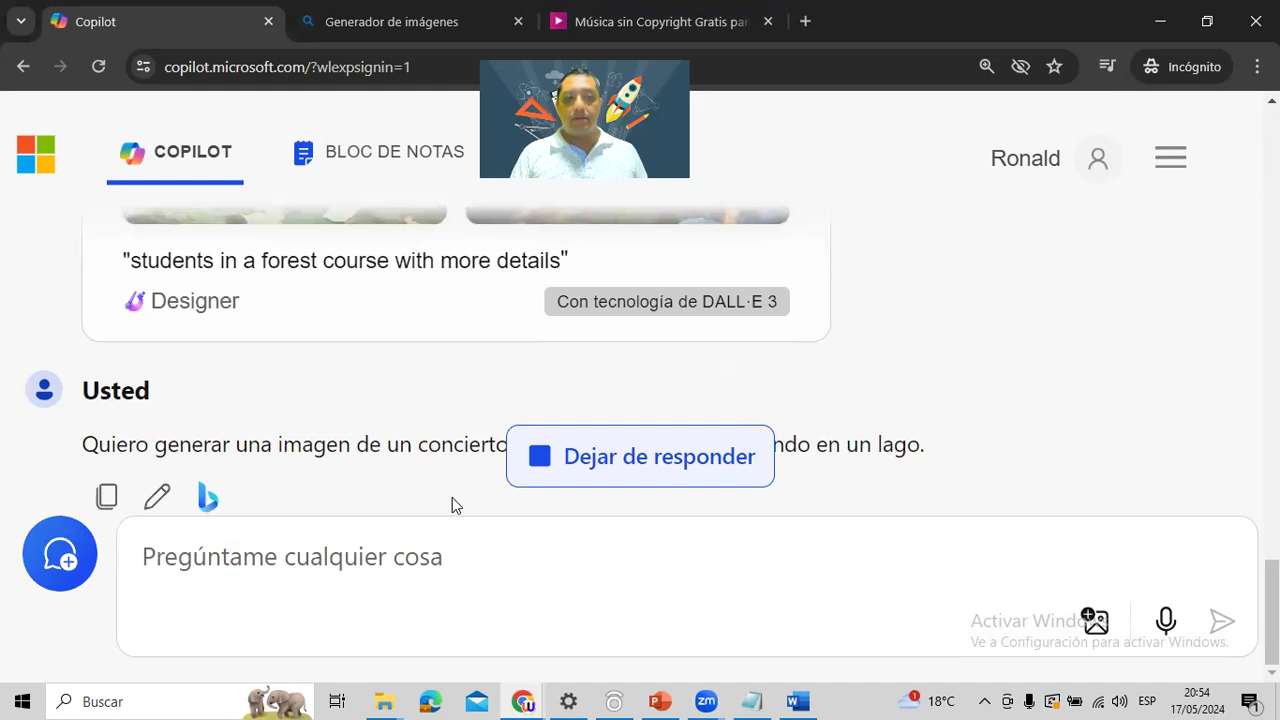 Copilot
Generador de imágenes
Música sin Copyright Gratis par
copilot.microsoft.com/?wlexpsignin=1
Incógnito
COPILOT
BLOC DE NOTAS
Ronald
"students in a forest course with more details"
Designer
Con tecnología de DALL·E 3
Usted
Quiero generar una imagen de un concierto ndo en un lago.
Dejar de responder
Pregúntame cualquier cosa
Activar Windows
Ve a Configuración para activar Windows.
Buscar
18°C
ESP
20:54
17/05/2024